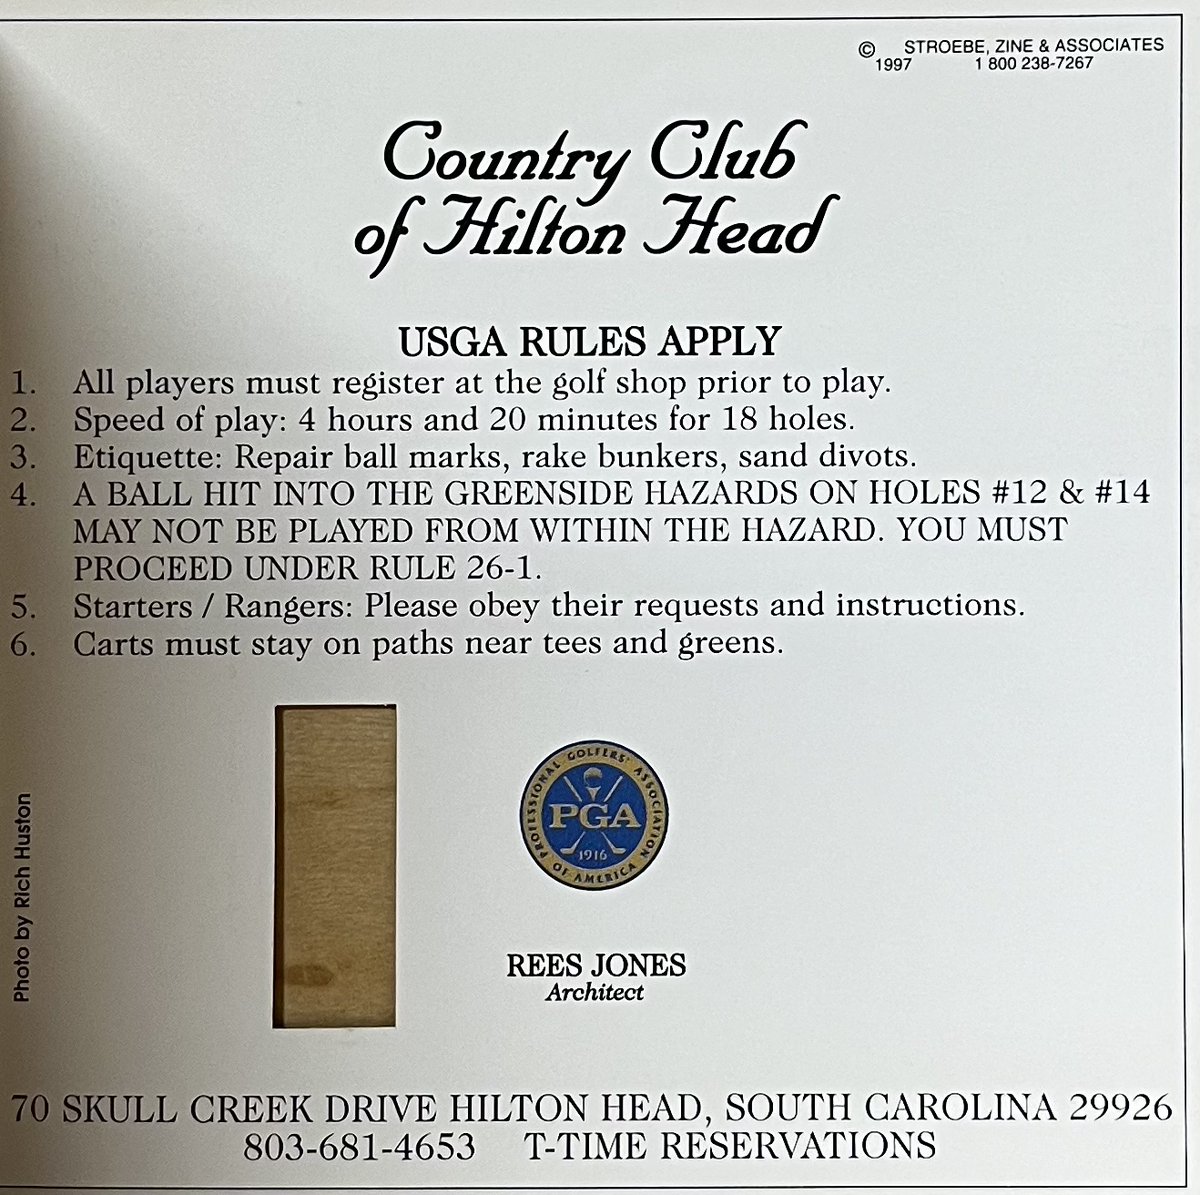 © STROEBE, ZINE & ASSOCIATES
1997 1 800 238-7267
Country Club
of Hilton Head
USGA RULES APPLY
1. All players must register at the golf shop prior to play.
2. Speed of play: 4 hours and 20 minutes for 18 holes.
3. Etiquette: Repair ball marks, rake bunkers, sand divots.
4. A BALL HIT INTO THE GREENSIDE HAZARDS ON HOLES #12 & #14
MAY NOT BE PLAYED FROM WITHIN THE HAZARD. YOU MUST
PROCEED UNDER RULE 26-1.
5. Starters / Rangers: Please obey their requests and instructions.
6. Carts must stay on paths near tees and greens.
Photo by Rich Huston
PROFESSIONAL GOLFERS' ASSOCIATION
OF AMERICA
PGA
1916
REES JONES
Architect
70 SKULL CREEK DRIVE HILTON HEAD, SOUTH CAROLINA 29926
803-681-4653 T-TIME RESERVATIONS